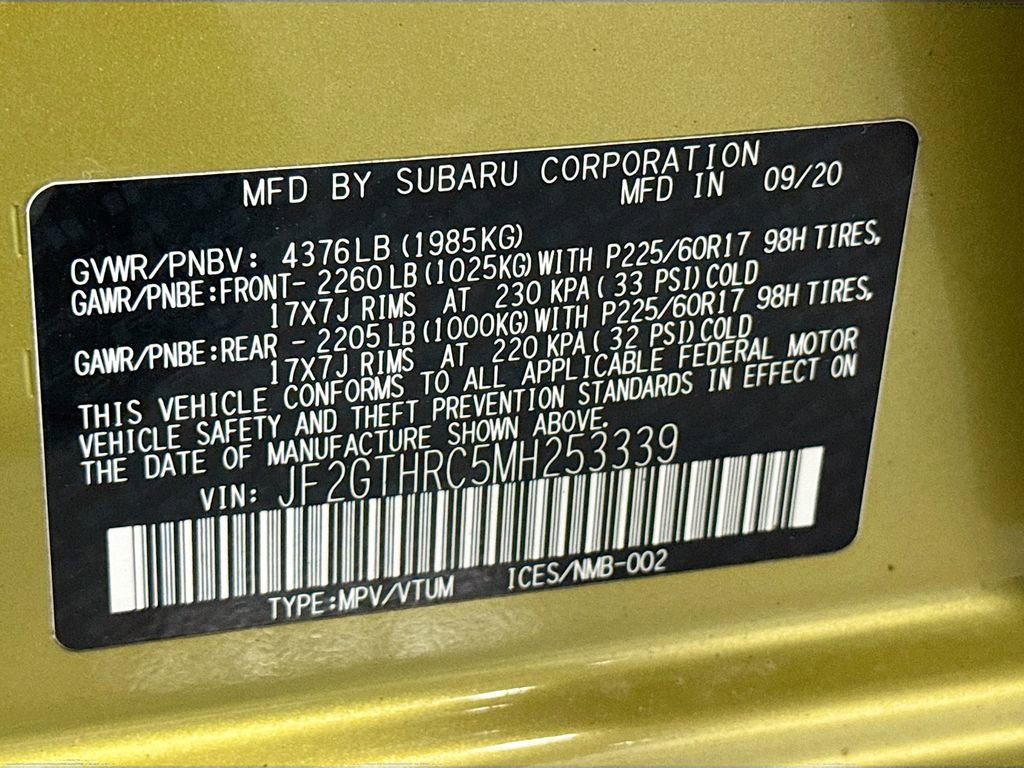 MFD BY SUBARU CORPORATION
MFD IN 09/20
GVWR/PNBV: 4376LB (1985KG)
GAWR/PNBE:FRONT- 2260 LB (1025KG) WITH P225/60R17 98H TIRES,
17X7J RIMS AT 230 KPA ( 33 PSI) COLD
GAWR/PNBE:REAR - 2205 LB (1000KG) WITH P225/60R17 98H TIRES,
17X7J RIMS AT 220 KPA ( 32 PSI) COLD
THIS VEHICLE CONFORMS TO ALL APPLICABLE FEDERAL MOTOR
VEHICLE SAFETY AND THEFT PREVENTION STANDARDS IN EFFECT ON
THE DATE OF MANUFACTURE SHOWN ABOVE.
VIN: JF2GTHRC5MH253339
TYPE:MPV/VTUM ICES/NMB-002